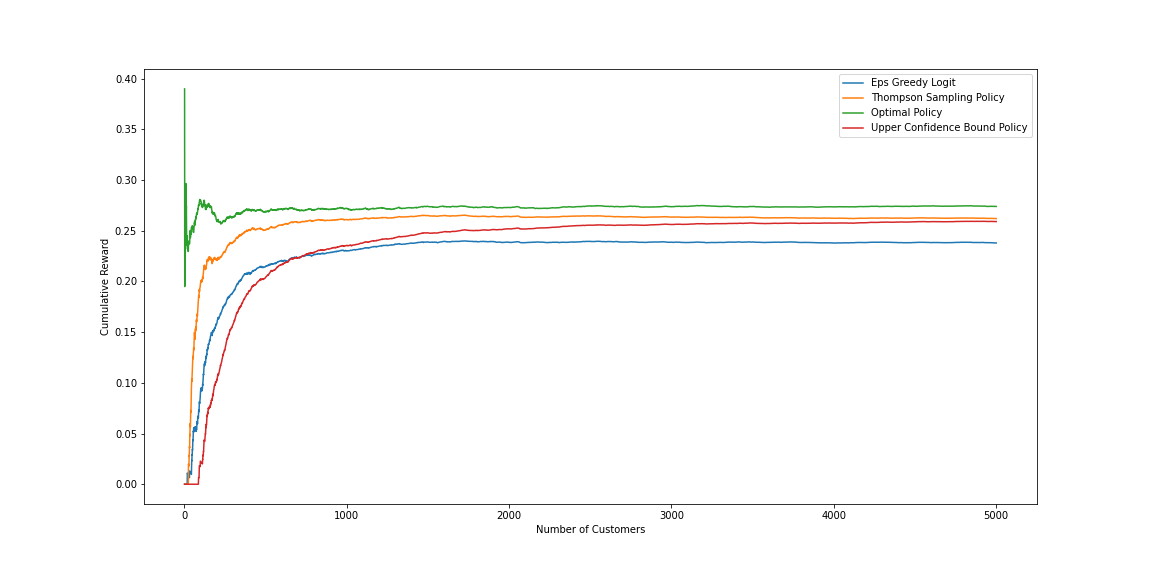 0.40
0.35
0.30
0.25
0.20
0.15
0.10
0.05
0.00
Cumulative Reward
0 1000 2000 3000 4000 5000
Number of Customers
Eps Greedy Logit
Thompson Sampling Policy
Optimal Policy
Upper Confidence Bound Policy